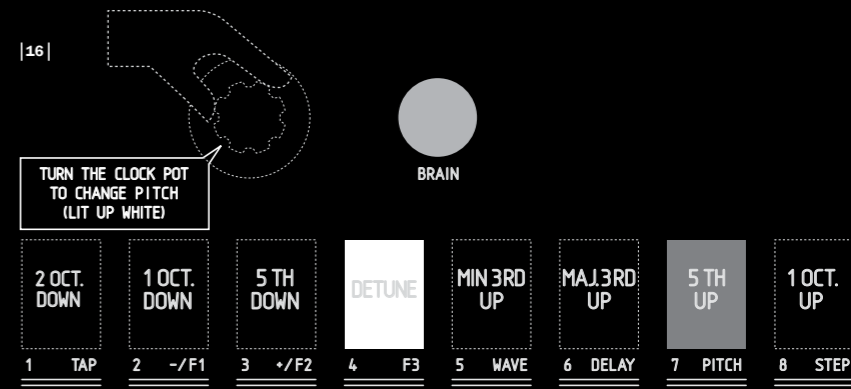 |16|
TURN THE CLOCK POT
TO CHANGE PITCH
(LIT UP WHITE)
BRAIN
2 OCT.
DOWN
1 OCT.
DOWN
5 TH
DOWN
DETUNE
MIN 3RD
UP
MAJ.3RD
UP
5 TH
UP
1 OCT.
UP
1 TAP
2 -/F1
3 +/F2
4 F3
5 WAVE
6 DELAY
7 PITCH
8 STEP